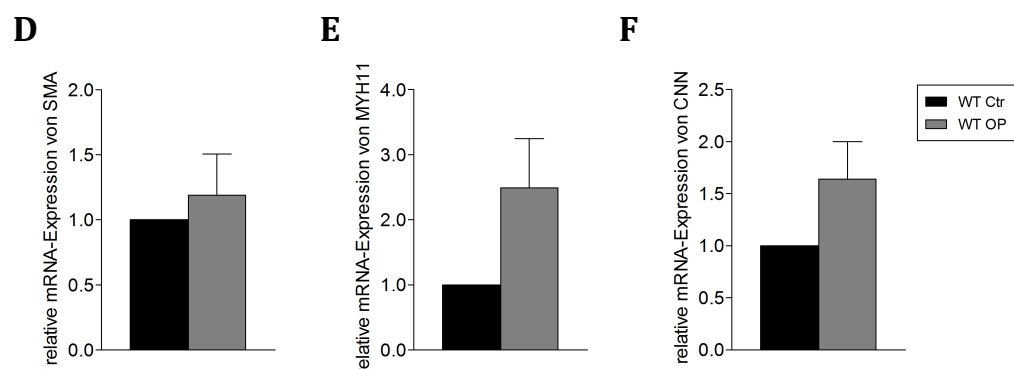 D
E
F
relative mRNA-Expression von SMA
2.0
1.5
1.0
0.5
0.0
elative mRNA-Expression von MYH11
4.0
3.0
2.0
1.0
0.0
relative mRNA-Expression von CNN
2.5
2.0
1.5
1.0
0.5
0.0
WT Ctr
WT OP